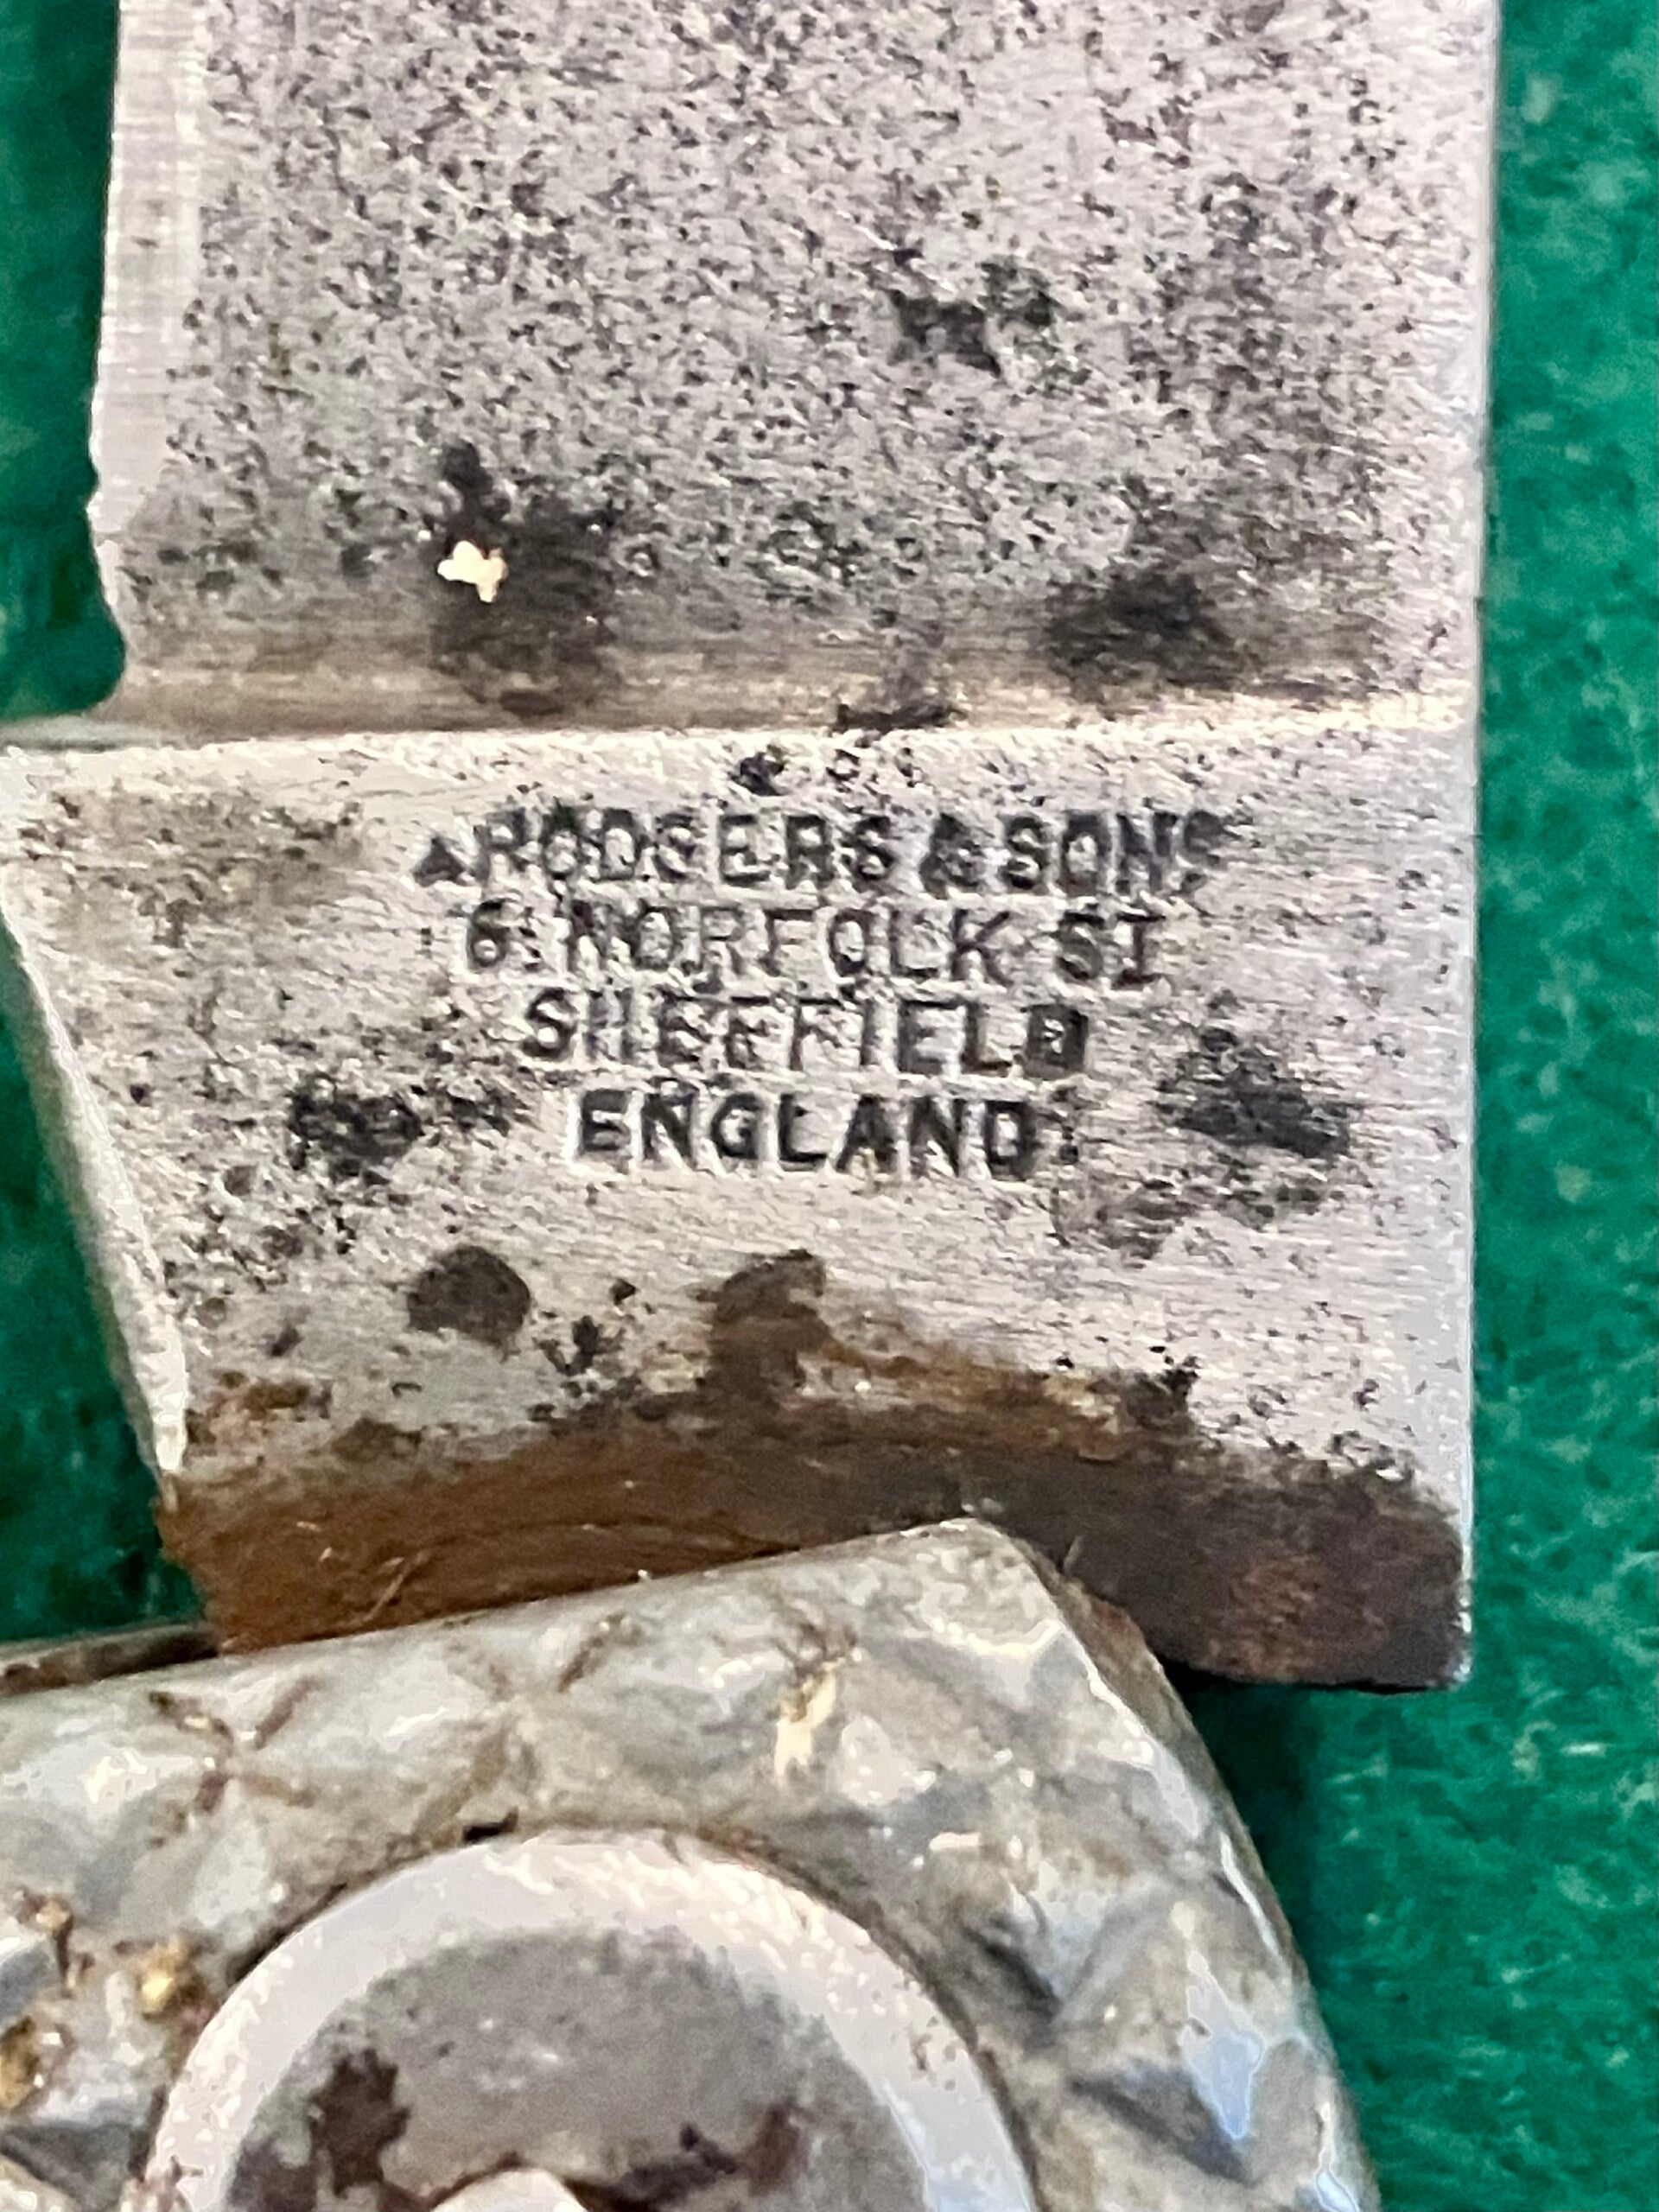 RODGERS & SONS
6 NORFOLK ST
SHEFFIELD
ENGLAND